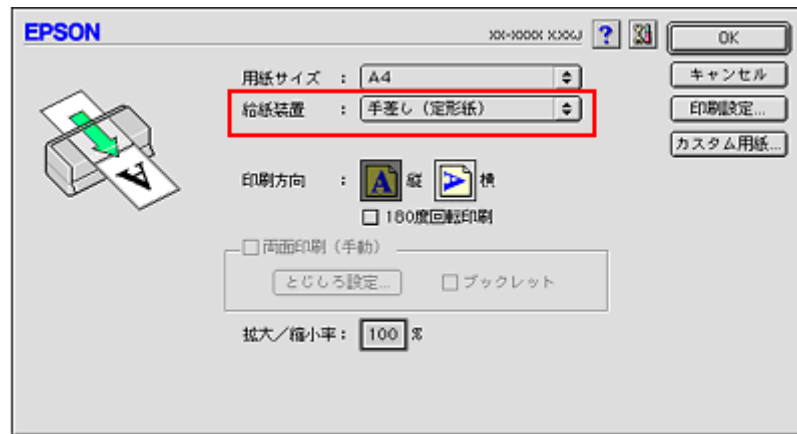 EPSON
XX-XXXX X.XXJ
?
OK
用紙サイズ : A4
キャンセル
給紙装置 : 手差し（定形紙）
印刷設定...
カスタム用紙...
印刷方向 : A 縦 A 横
180度回転印刷
両面印刷（手動）
とじしろ設定...
ブックレット
拡大／縮小率： 100 %
A